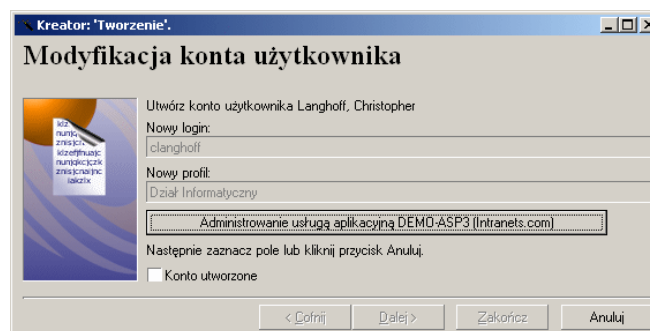 Kreator: 'Tworzenie'.
Modyfikacja konta użytkownika
Utwórz konto użytkownika Langhoff, Christopher
Nowy login:
clanghoff
Nowy profil:
Dział Informatyczny
Administrowanie usługą aplikacyjną DEMO-ASP3 (Intranets.com)
Następnie zaznacz pole lub kliknij przycisk Anuluj.
Konto utworzone
< Cofnij Dalej > Zakończ Anuluj